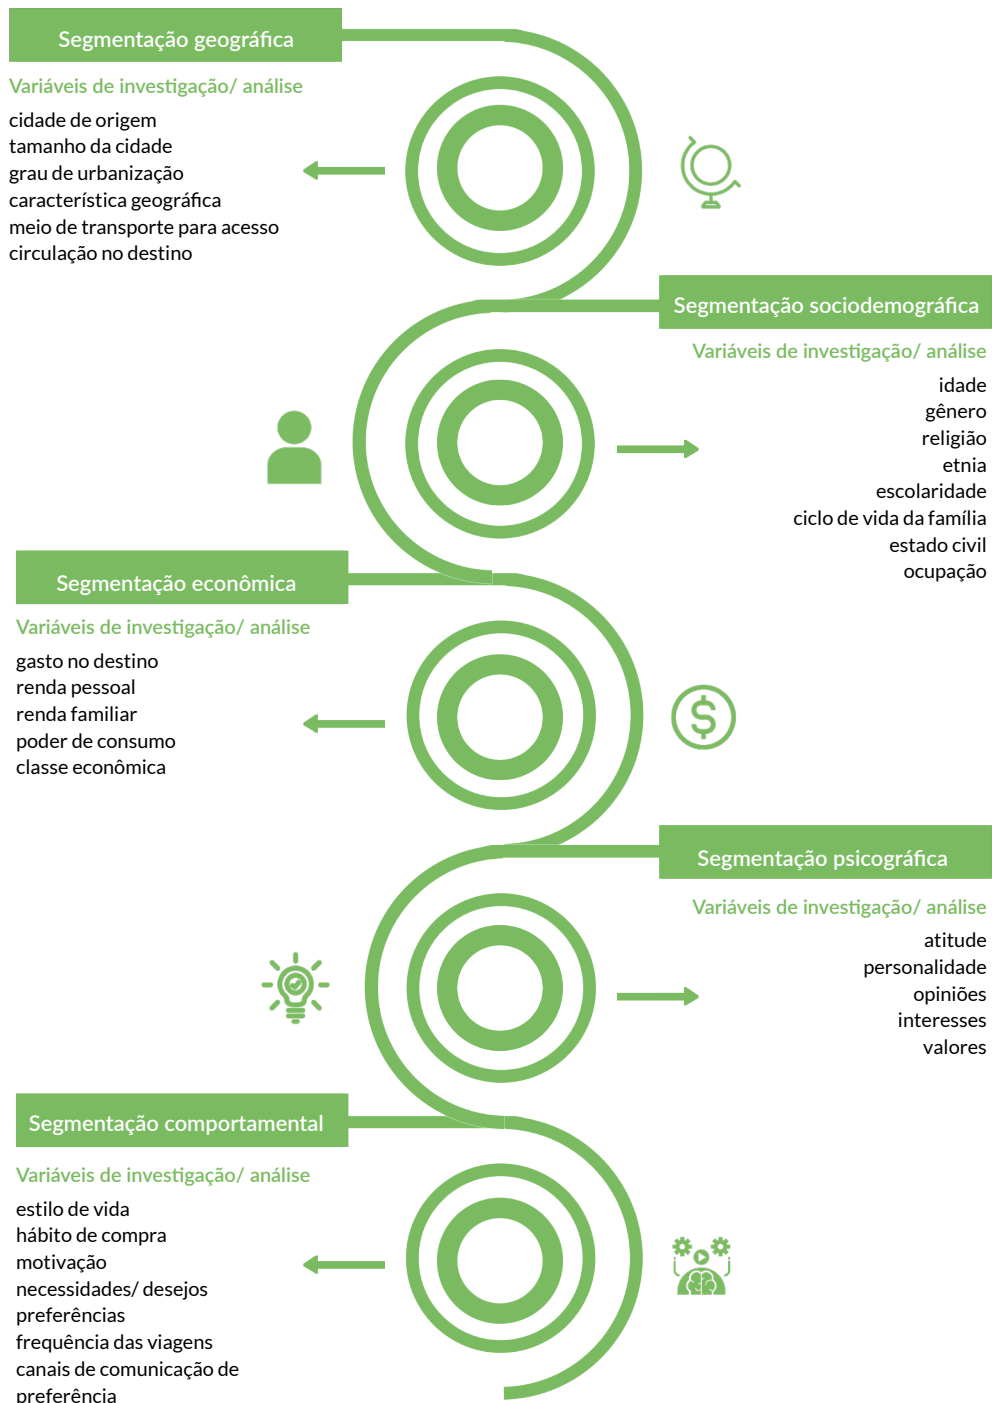 Segmentação geográfica
Variáveis de investigação/ análise
cidade de origem
tamanho da cidade
grau de urbanização
característica geográfica
meio de transporte para acesso
circulação no destino
Segmentação sociodemográfica
Variáveis de investigação/ análise
idade
gênero
religião
etnia
escolaridade
ciclo de vida da família
estado civil
ocupação
Segmentação econômica
Variáveis de investigação/ análise
gasto no destino
renda pessoal
renda familiar
poder de consumo
classe econômica
Segmentação psicográfica
Variáveis de investigação/ análise
atitude
personalidade
opiniões
interesses
valores
Segmentação comportamental
Variáveis de investigação/ análise
estilo de vida
hábito de compra
motivação
necessidades/ desejos
preferências
frequência das viagens
canais de comunicação de
preferência
$